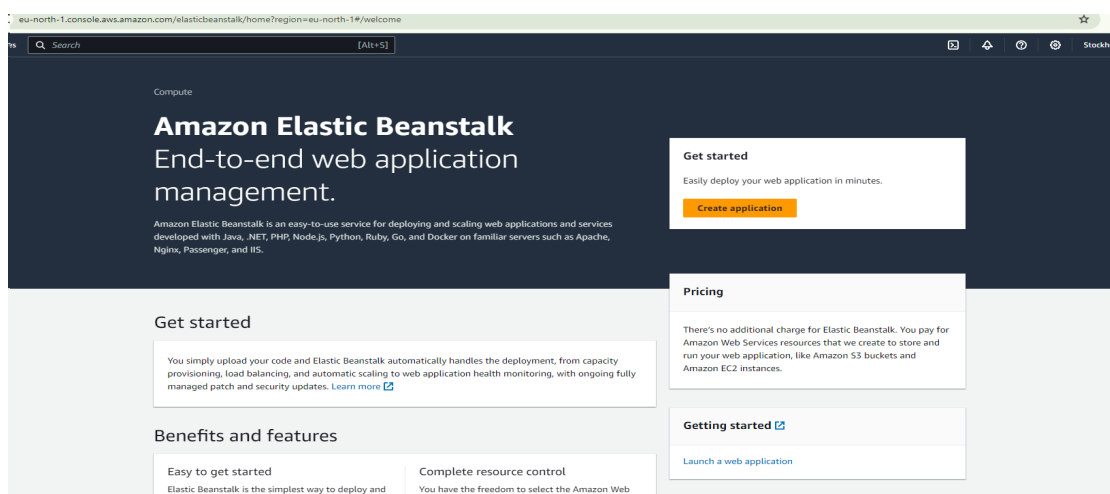 eu-north-1.console.aws.amazon.com/elasticbeanstalk/home?region=eu-north-1#/welcome
Search
[Alt+S]
Compute
Amazon Elastic Beanstalk
End-to-end web application
management.
Amazon Elastic Beanstalk is an easy-to-use service for deploying and scaling web applications and services
developed with Java, .NET, PHP, Node.js, Python, Ruby, Go, and Docker on familiar servers such as Apache,
Nginx, Passenger, and IIS.
Get started
Easily deploy your web application in minutes.
Create application
Pricing
There's no additional charge for Elastic Beanstalk. You pay for
Amazon Web Services resources that we create to store and
run your web application, like Amazon S3 buckets and
Amazon EC2 instances.
Get started
You simply upload your code and Elastic Beanstalk automatically handles the deployment, from capacity
provisioning, load balancing, and automatic scaling to web application health monitoring, with ongoing fully
managed patch and security updates. Learn more
Getting started
Launch a web application
Benefits and features
Easy to get started
Elastic Beanstalk is the simplest way to deploy and
Complete resource control
You have the freedom to select the Amazon Web